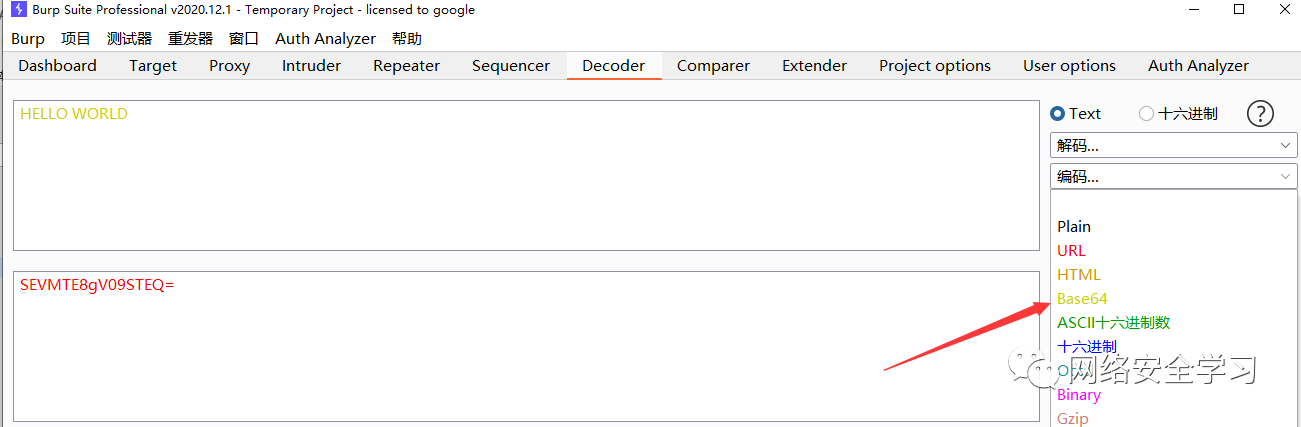 Burp Suite Professional v2020.12.1 - Temporary Project - licensed to google
Burp 项目 测试器 重发器 窗口 Auth Analyzer 帮助
Dashboard Target Proxy Intruder Repeater Sequencer Decoder Comparer Extender Project options User options Auth Analyzer
HELLO WORLD
Text 十六进制 ?
解码...
编码...
Plain
URL
HTML
Base64
ASCII十六进制数
十六进制
网络安全学习
Binary
Gzip
SEVMTE8gV09STEQ=